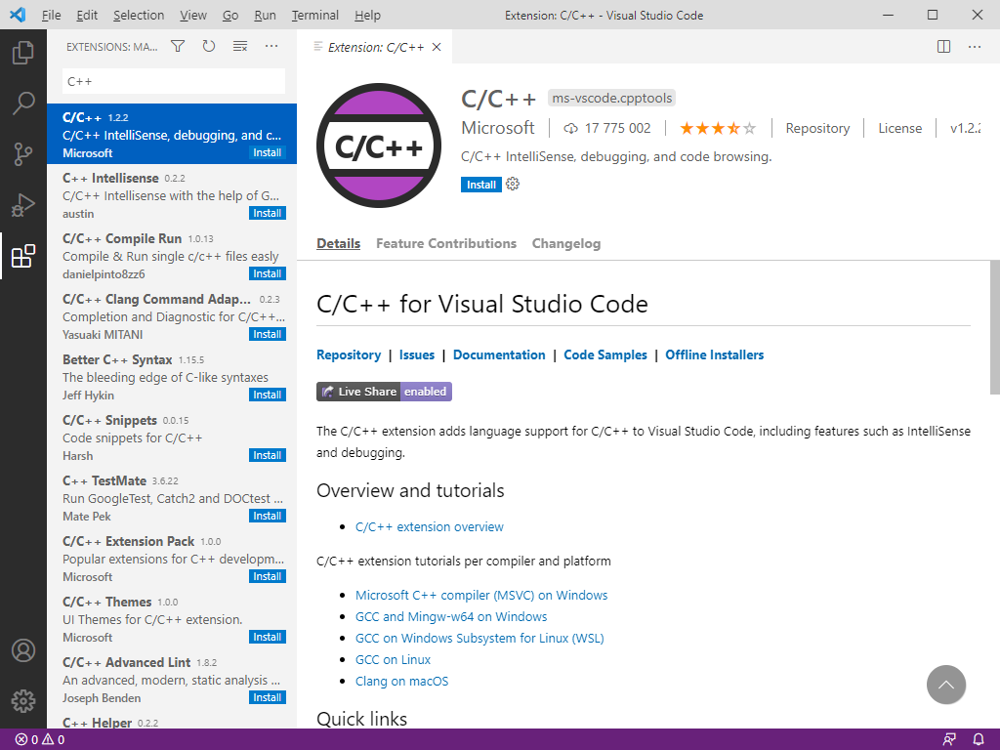 File Edit Selection View Go Run Terminal Help
Extension: C/C++ - Visual Studio Code
EXTENSIONS: MA...
C++
C/C++ 1.2.2
C/C++ IntelliSense, debugging, and c...
Microsoft Install
C++ Intellisense 0.2.2
C/C++ Intellisense with the help of G...
austin Install
C/C++ Compile Run 1.0.13
Compile & Run single c/c++ files easly
danielpinto8zz6 Install
C/C++ Clang Command Adap... 0.2.3
Completion and Diagnostic for C/C++...
Yasuaki MITANI Install
Better C++ Syntax 1.15.5
The bleeding edge of C-like syntaxes
Jeff Hykin Install
C/C++ Snippets 0.0.15
Code snippets for C/C++
Harsh Install
C++ TestMate 3.6.22
Run GoogleTest, Catch2 and DOCtest ...
Mate Pek Install
C/C++ Extension Pack 1.0.0
Popular extensions for C++ developm...
Microsoft Install
C/C++ Themes 1.0.0
UI Themes for C/C++ extension.
Microsoft Install
C/C++ Advanced Lint 1.8.2
An advanced, modern, static analysis ...
Joseph Benden Install
C++ Helper 0.2.2
Extension: C/C++
C/C++
C/C++ ms-vscode.cpptools
Microsoft 17 775 002 Repository License v1.2.2
C/C++ IntelliSense, debugging, and code browsing.
Install
Details Feature Contributions Changelog
C/C++ for Visual Studio Code
Repository | Issues | Documentation | Code Samples | Offline Installers
Live Share enabled
The C/C++ extension adds language support for C/C++ to Visual Studio Code, including features such as IntelliSense
and debugging.
Overview and tutorials
C/C++ extension overview
C/C++ extension tutorials per compiler and platform
Microsoft C++ compiler (MSVC) on Windows
GCC and Mingw-w64 on Windows
GCC on Windows Subsystem for Linux (WSL)
GCC on Linux
Clang on macOS
Quick links
0 0